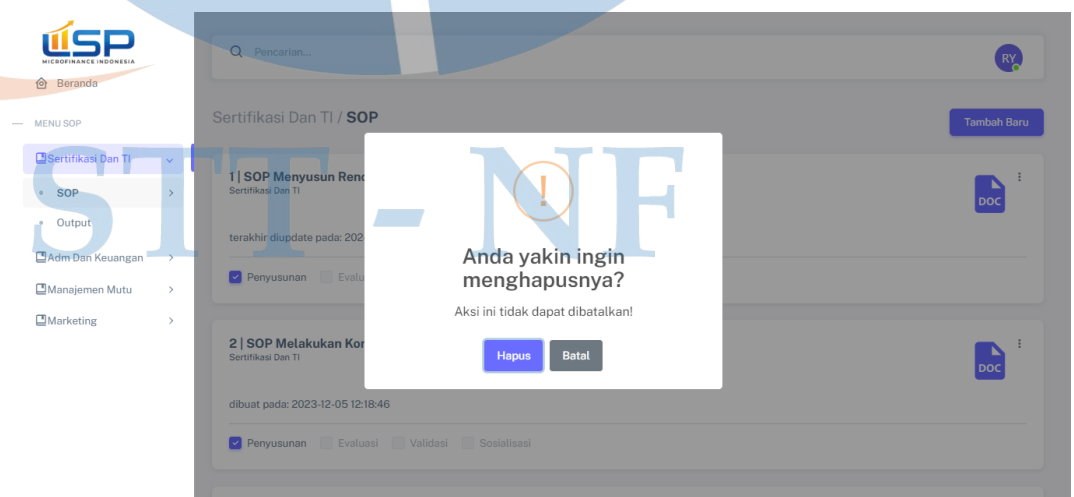 LSP
MICROFINANCE INDONESIA
Beranda
MENU SOP
Sertifikasi Dan TI
SOP
Output
Adm Dan Keuangan
Manajemen Mutu
Marketing
Pencarian...
RY
Sertifikasi Dan TI / SOP
Tambah Baru
1 | SOP Menyusun Renc
Sertifikasi Dan TI
DOC
terakhir diupdate pada: 202
Penyusunan Evalu
Anda yakin ingin
menghapusnya?
Aksi ini tidak dapat dibatalkan!
Hapus Batal
2 | SOP Melakukan Kor
Sertifikasi Dan TI
DOC
dibuat pada: 2023-12-05 12:18:46
Penyusunan Evaluasi Validasi Sosialisasi
STT - NF